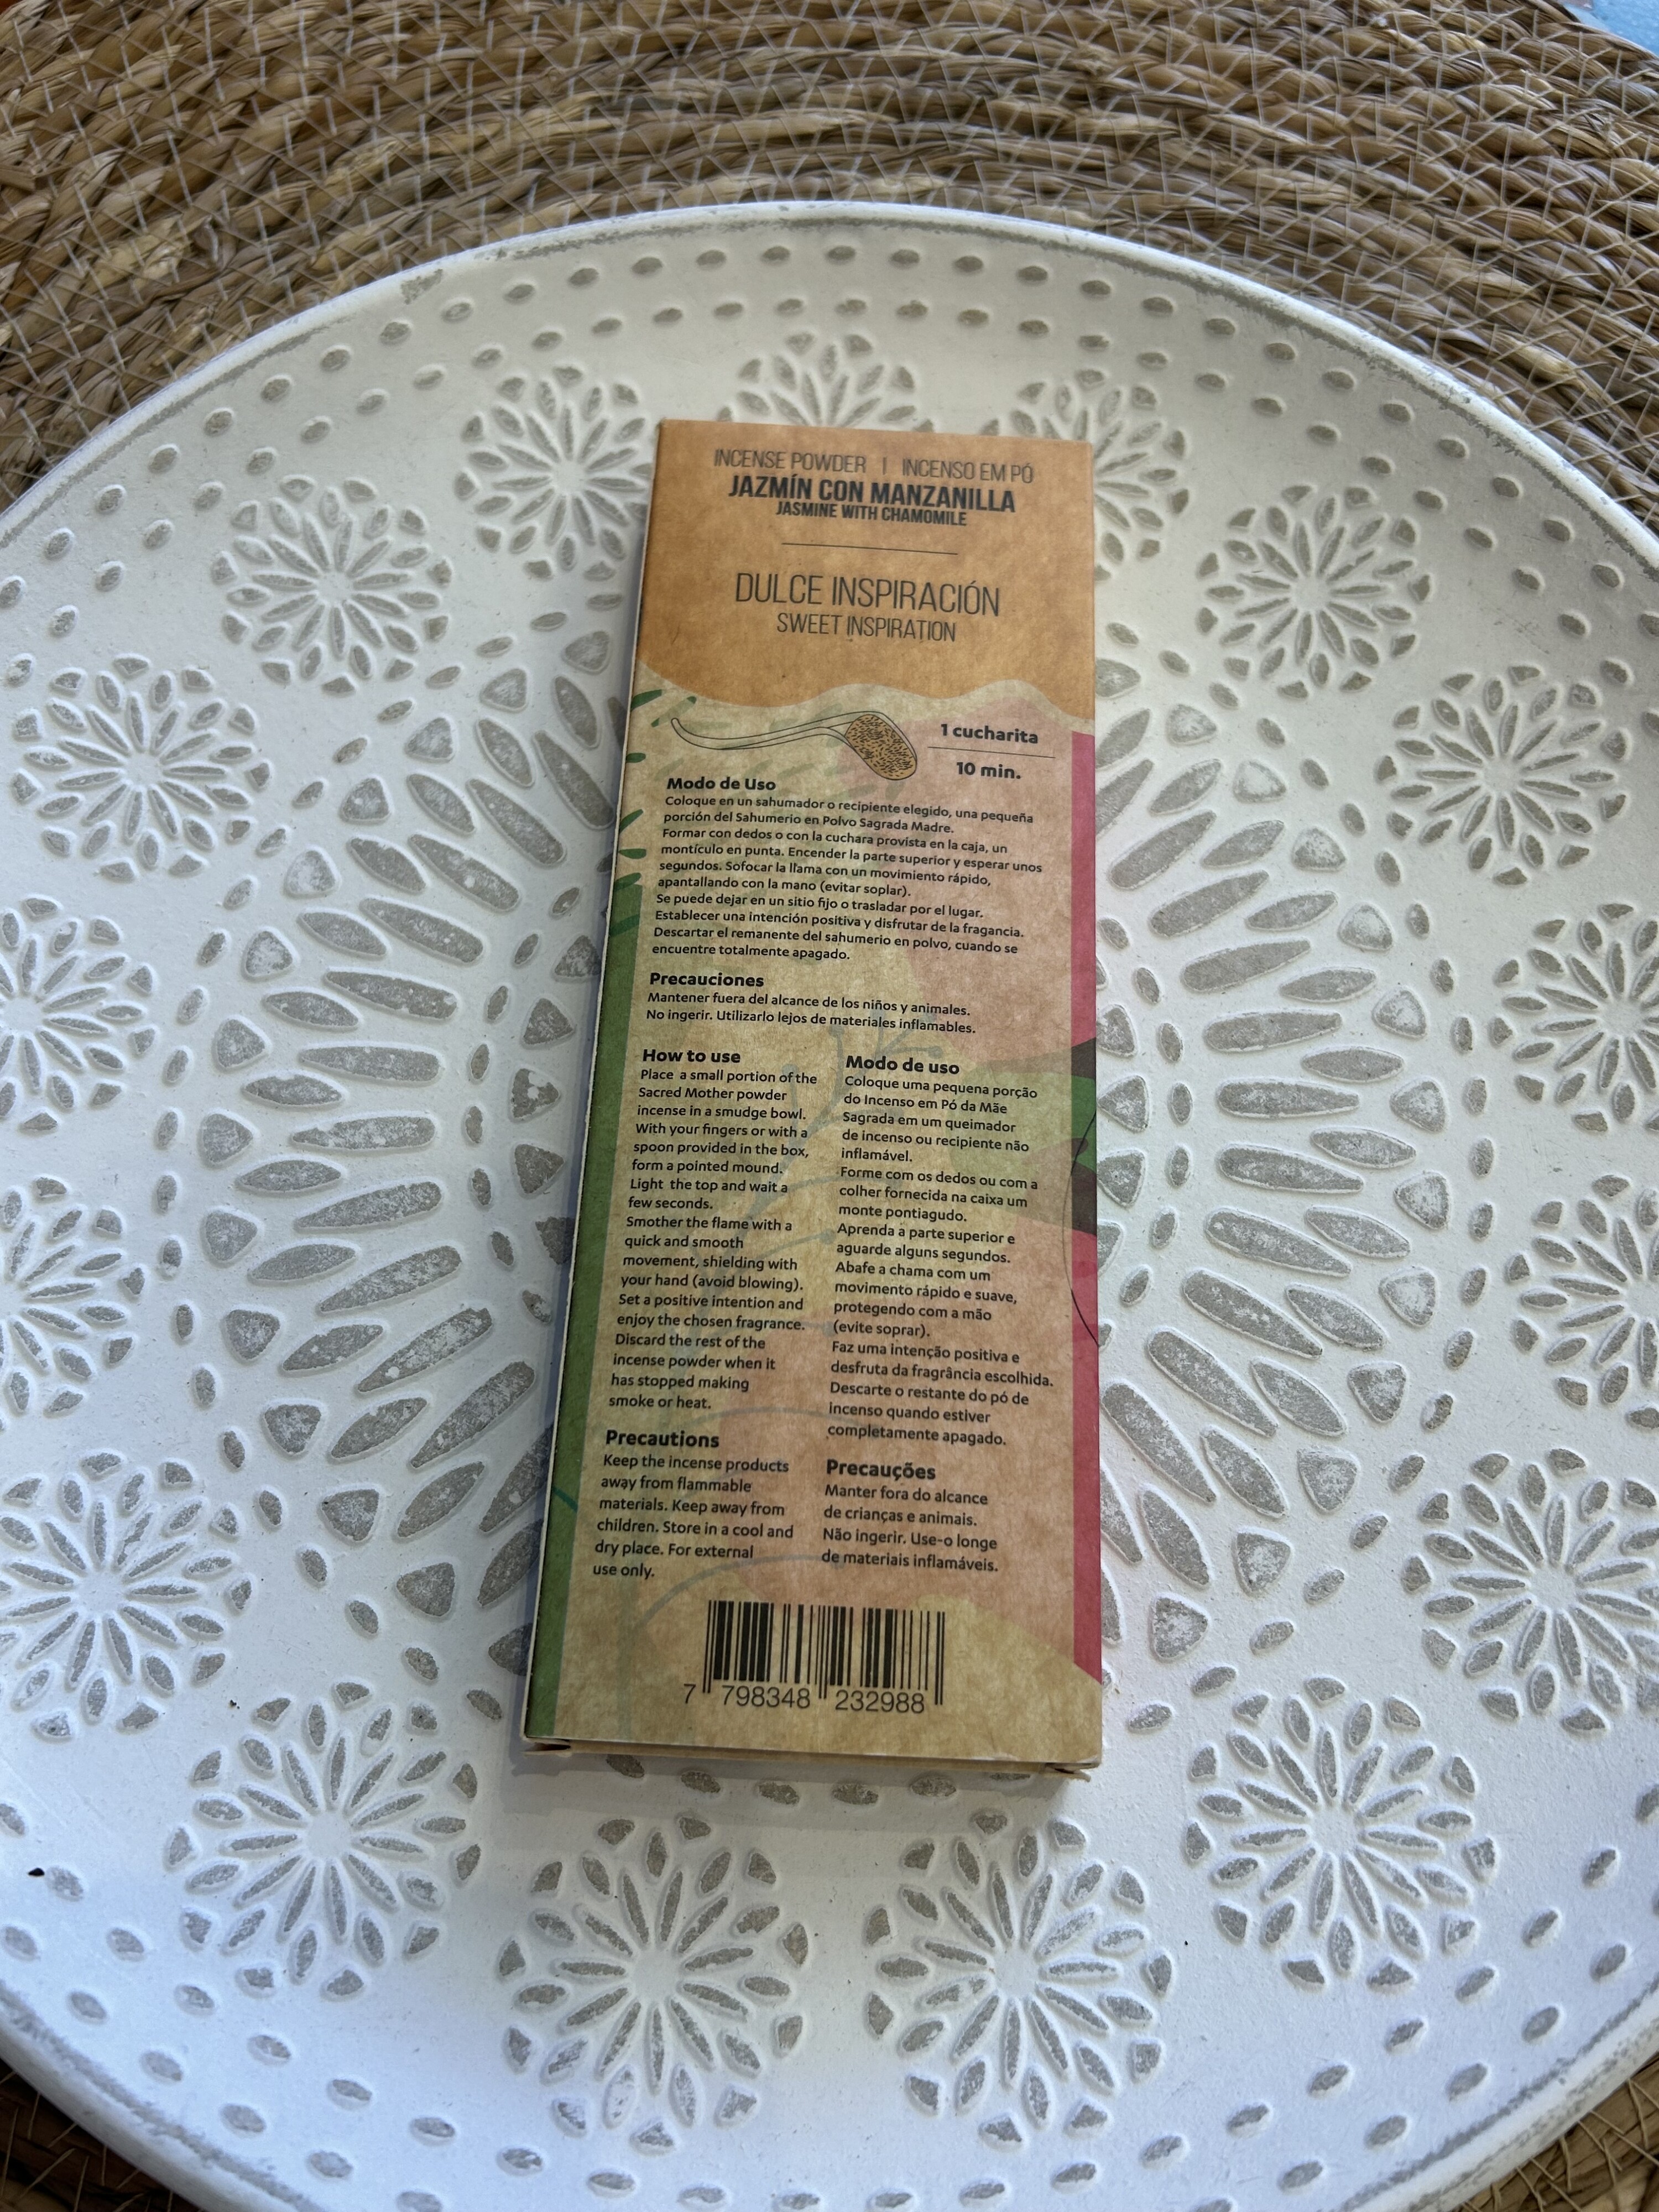 INCENSE POWDER | INCENSO EM PÓ
JAZMÍN CON MANZANILLA
JASMINE WITH CHAMOMILE
DULCE INSPIRACIÓN
SWEET INSPIRATION
1 cucharita
10 min.
Modo de Uso
Coloque en un sahumador o recipiente elegido, una pequeña
porción del Sahumerio en Polvo Sagrada Madre.
Formar con dedos o con la cuchara provista en la caja, un
montículo en punta. Encender la parte superior y esperar unos
segundos. Sofocar la llama con un movimiento rápido,
apantallando con la mano (evitar soplar).
Se puede dejar en un sitio fijo o trasladar por el lugar.
Establecer una intención positiva y disfrutar de la fragancia.
Descartar el remanente del sahumerio en polvo, cuando se
encuentre totalmente apagado.
Precauciones
Mantener fuera del alcance de los niños y animales.
No ingerir. Utilizarlo lejos de materiales inflamables.
How to use
Place a small portion of the
Sacred Mother powder
incense in a smudge bowl.
With your fingers or with a
spoon provided in the box,
form a pointed mound.
Light the top and wait a
few seconds.
Smother the flame with a
quick and smooth
movement, shielding with
your hand (avoid blowing).
Set a positive intention and
enjoy the chosen fragrance.
Discard the rest of the
incense powder when it
has stopped making
smoke or heat.
Precautions
Keep the incense products
away from flammable
materials. Keep away from
children. Store in a cool and
dry place. For external
use only.
Modo de uso
Coloque uma pequena porção
do Incenso em Pó da Mãe
Sagrada em um queimador
de incenso ou recipiente não
inflamável.
Forme com os dedos ou com a
colher fornecida na caixa um
monte pontiagudo.
Aprenda a parte superior e
aguarde alguns segundos.
Abafe a chama com um
movimento rápido e suave,
protegendo com a mão
(evite soprar).
Faz uma intenção positiva e
desfruta da fragrância escolhida.
Descarte o restante do pó de
incenso quando estiver
completamente apagado.
Precauções
Manter fora do alcance
de crianças e animais.
Não ingerir. Use-o longe
de materiais inflamáveis.
7 798348 232988